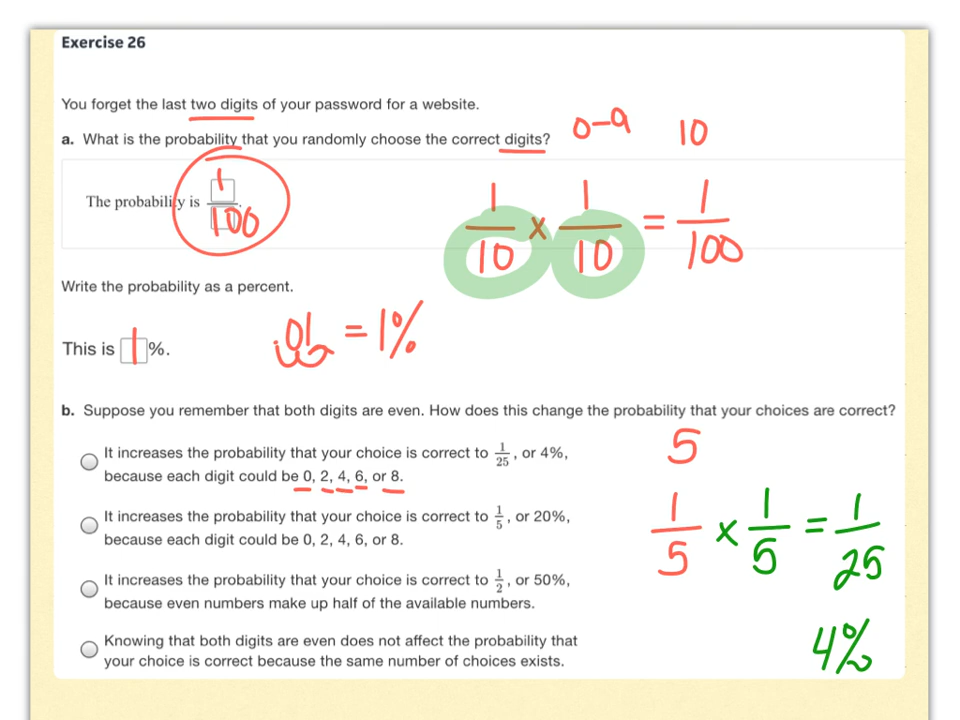 Exercise 26
You forget the last two digits of your password for a website.
a. What is the probability that you randomly choose the correct digits? 0-9 10
The probability is 1/100.
1/10 x 1/10 = 1/100
Write the probability as a percent.
This is 1%.
.01 = 1%
b. Suppose you remember that both digits are even. How does this change the probability that your choices are correct?
It increases the probability that your choice is correct to 1/25, or 4%,
because each digit could be 0, 2, 4, 6, or 8.
5
It increases the probability that your choice is correct to 1/5, or 20%,
because each digit could be 0, 2, 4, 6, or 8.
1/5 x 1/5 = 1/25
It increases the probability that your choice is correct to 1/2, or 50%,
because even numbers make up half of the available numbers.
Knowing that both digits are even does not affect the probability that
your choice is correct because the same number of choices exists.
4%